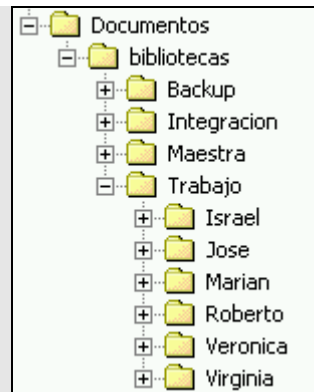 Documentos
bibliotecas
Backup
Integracion
Maestra
Trabajo
Israel
Jose
Marian
Roberto
Veronica
Virginia